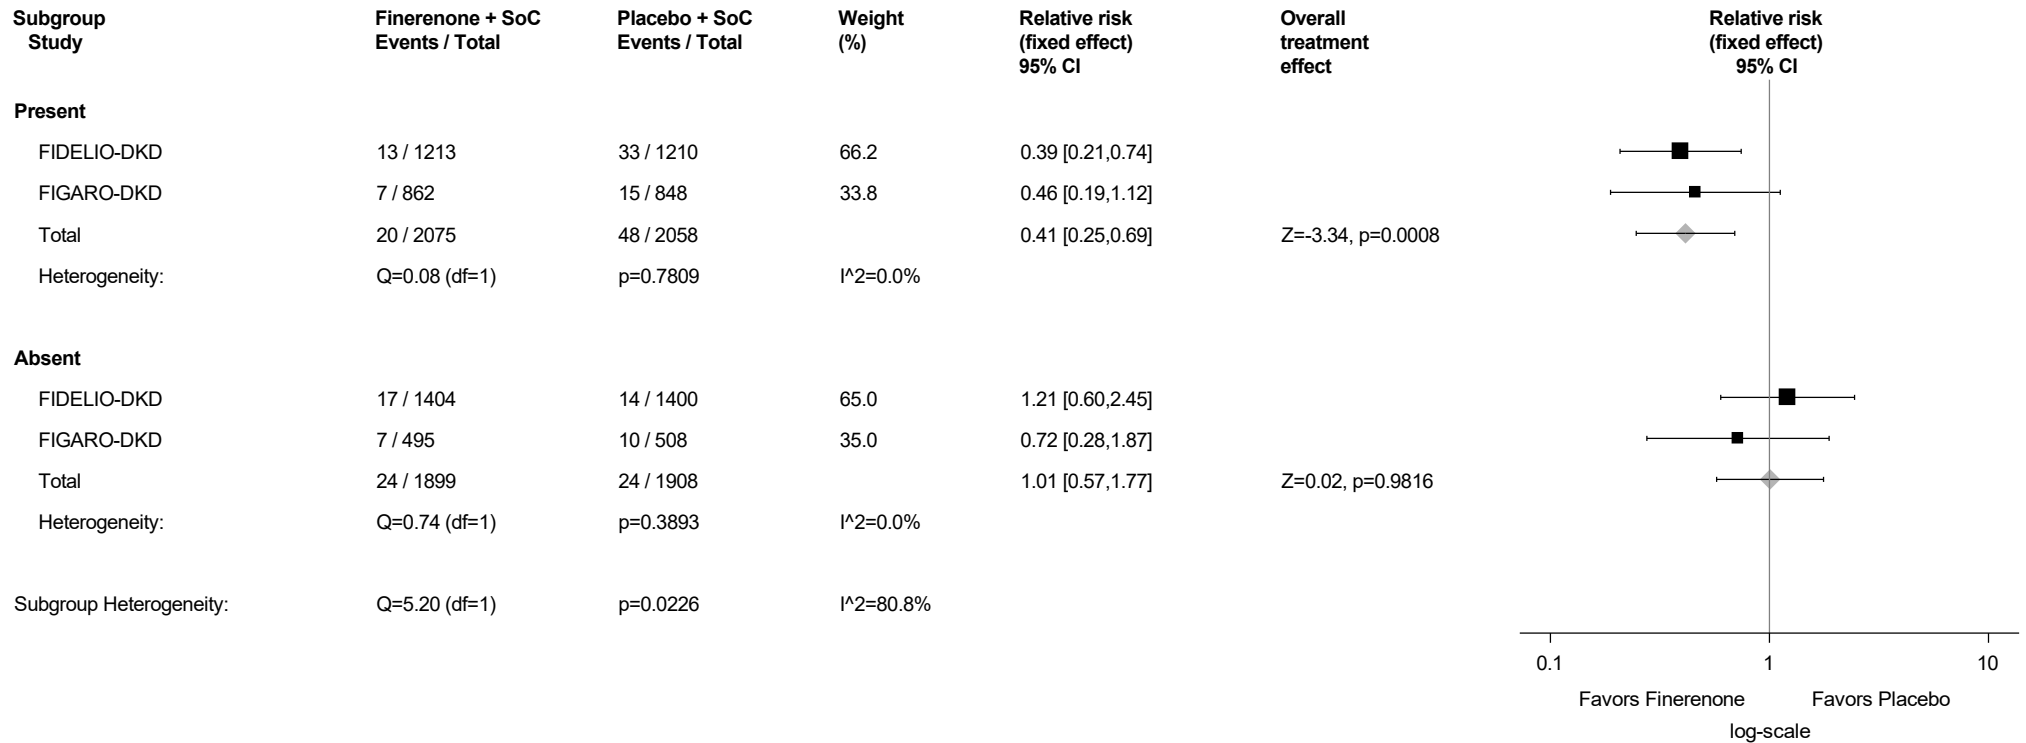 Subgroup Finerenone + SoC Placebo + SoC Weight Relative risk Overall Relative risk
Study Events / Total Events / Total (%) (fixed effect) treatment (fixed effect)
95% CI effect 95% CI
Present
FIDELIO-DKD 13 / 1213 33 / 1210 66.2 0.39 [0.21,0.74]
FIGARO-DKD 7 / 862 15 / 848 33.8 0.46 [0.19,1.12]
Total 20 / 2075 48 / 2058 0.41 [0.25,0.69] Z=-3.34, p=0.0008
Heterogeneity: Q=0.08 (df=1) p=0.7809 I^2=0.0%
Absent
FIDELIO-DKD 17 / 1404 14 / 1400 65.0 1.21 [0.60,2.45]
FIGARO-DKD 7 / 495 10 / 508 35.0 0.72 [0.28,1.87]
Total 24 / 1899 24 / 1908 1.01 [0.57,1.77] Z=0.02, p=0.9816
Heterogeneity: Q=0.74 (df=1) p=0.3893 I^2=0.0%
Subgroup Heterogeneity: Q=5.20 (df=1) p=0.0226 I^2=80.8%
0.1 1 10
Favors Finerenone Favors Placebo
log-scale